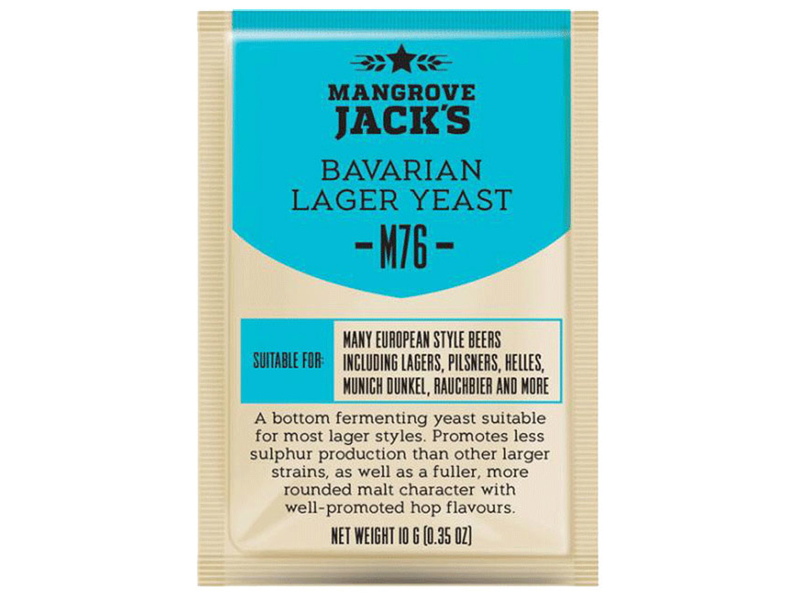 MANGROVE
JACK'S
BAVARIAN
LAGER YEAST
- M76 -
SUITABLE FOR:
MANY EUROPEAN STYLE BEERS
INCLUDING LAGERS, PILSNERS, HELLES,
MUNICH DUNKEL, RAUCHBIER AND MORE
A bottom fermenting yeast suitable
for most lager styles. Promotes less
sulphur production than other larger
strains, as well as a fuller, more
rounded malt character with
well-promoted hop flavours.
NET WEIGHT 10 G (0.35 OZ)